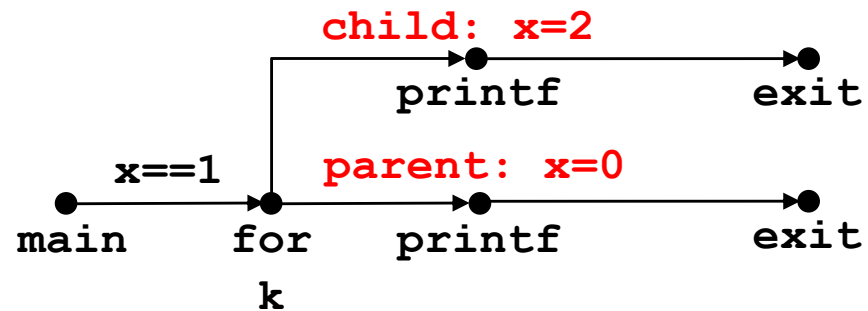 child: x=2
printf exit
x==1 parent: x=0
main for printf exit
k